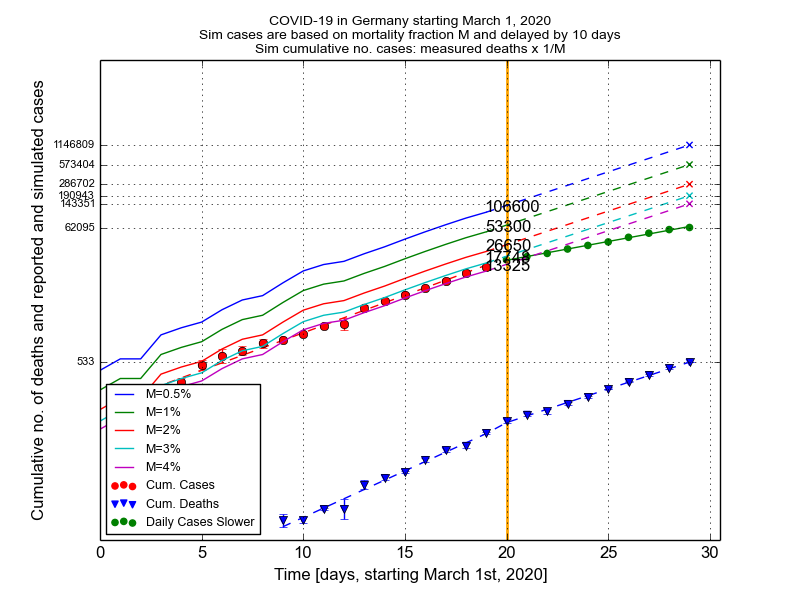 COVID-19 in Germany starting March 1, 2020
Sim cases are based on mortality fraction M and delayed by 10 days
Sim cumulative no. cases: measured deaths x 1/M
Cumulative no. of deaths and reported and simulated cases
1146809
573404
286702
190943
143351
62095
533
106600
53300
26650
13325
M=0.5%
M=1%
M=2%
M=3%
M=4%
Cum. Cases
Cum. Deaths
Daily Cases Slower
0 5 10 15 20 25 30
Time [days, starting March 1st, 2020]